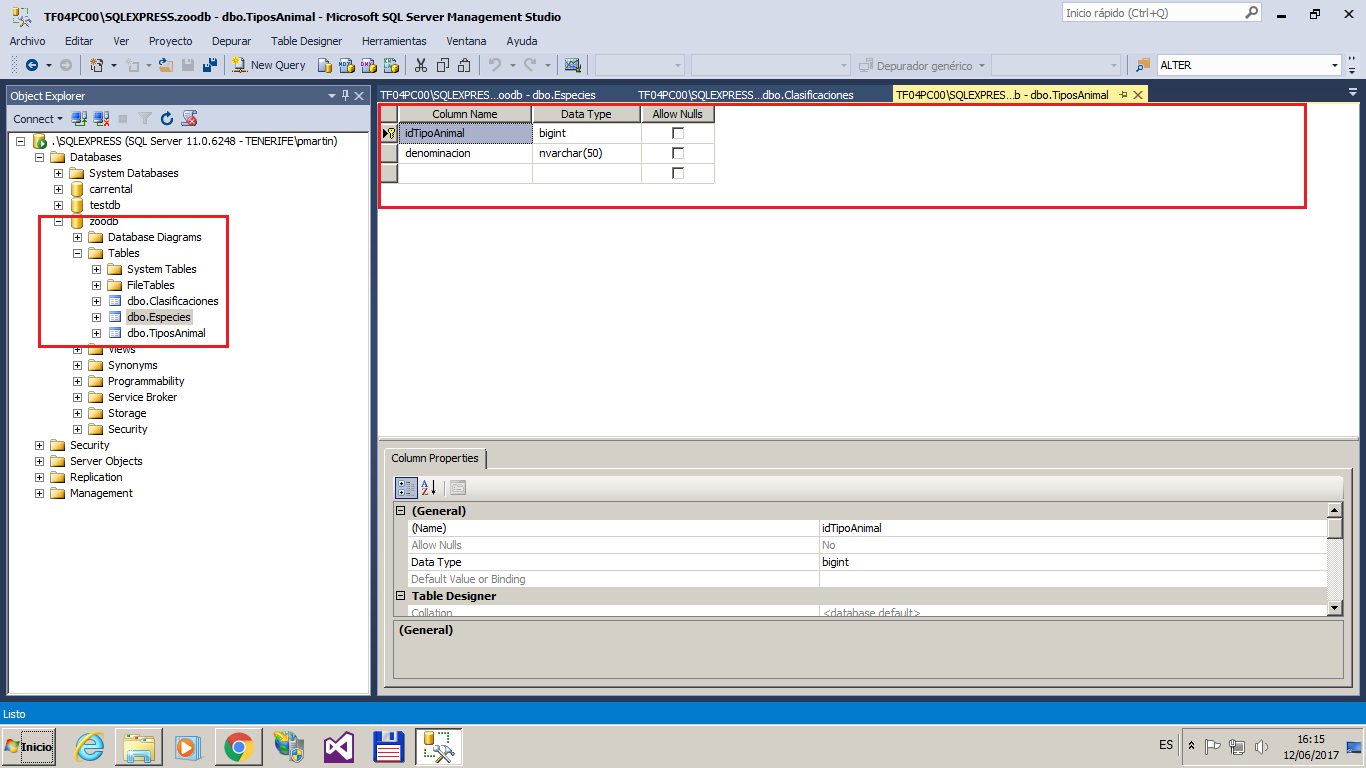 TF04PC00\SQLEXPRESS.zoodb - dbo.TiposAnimal - Microsoft SQL Server Management Studio
Inicio rápido (Ctrl+Q)
Archivo Editar Ver Proyecto Depurar Table Designer Herramientas Ventana Ayuda
New Query
Depurador genérico
ALTER
Object Explorer
Connect
.\SQLEXPRESS (SQL Server 11.0.6248 - TENERIFE\pmartin)
Databases
System Databases
carrental
testdb
zoodb
Database Diagrams
Tables
System Tables
FileTables
dbo.Clasificaciones
dbo.Especies
dbo.TiposAnimal
Views
Synonyms
Programmability
Service Broker
Storage
Security
Security
Server Objects
Replication
Management
TF04PC00\SQLEXPRES...oodb - dbo.Especies
TF04PC00\SQLEXPRESS...dbo.Clasificaciones
TF04PC00\SQLEXPRES...b - dbo.TiposAnimal
Column Name Data Type Allow Nulls
idTipoAnimal bigint
denominacion nvarchar(50)
Column Properties
A
Z
(General)
(Name) idTipoAnimal
Allow Nulls No
Data Type bigint
Default Value or Binding
Table Designer
Collation <database default>
(General)
Listo
Inicio
ES
16:15
12/06/2017